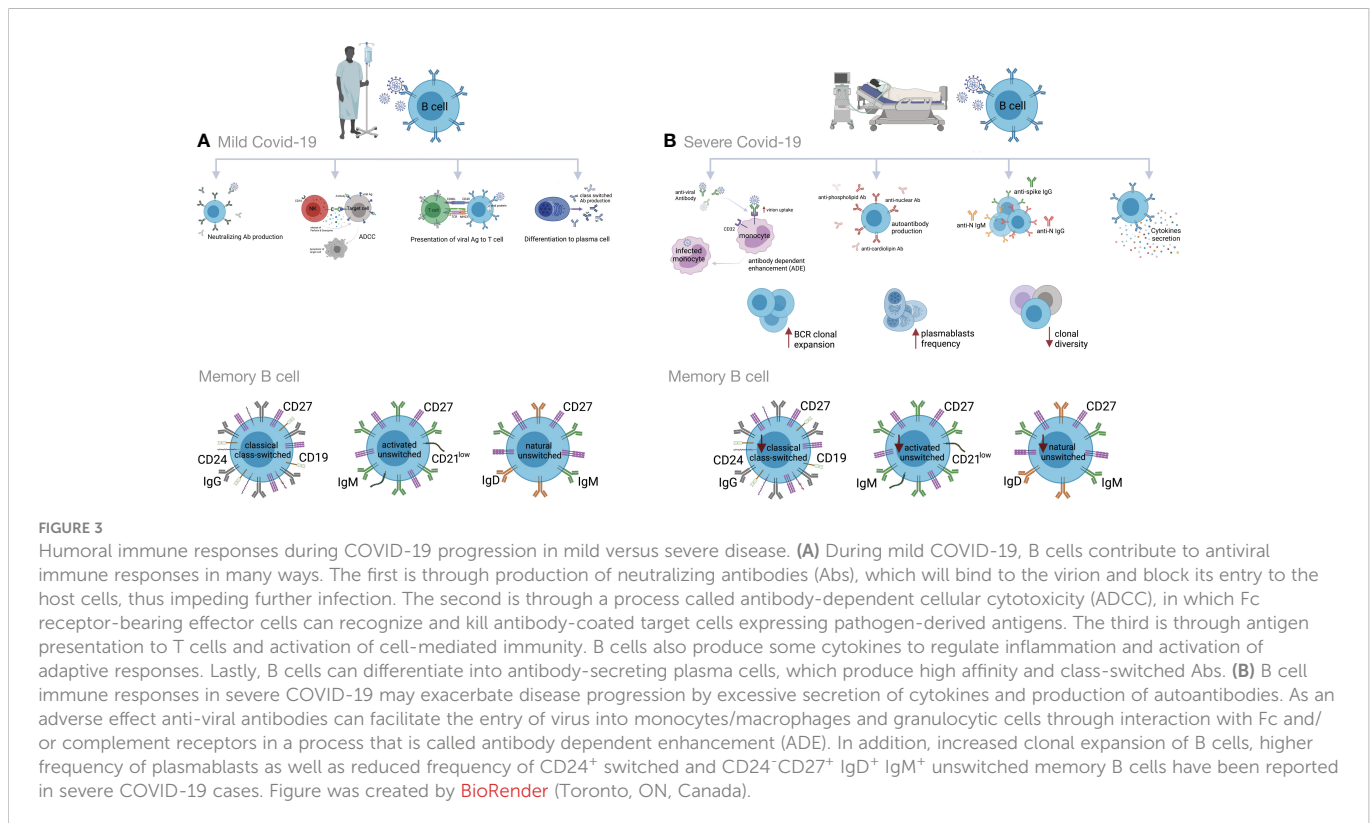 B cell
B cell
A Mild Covid-19
B Severe Covid-19
NK
Target cell
viral Ag
class switched
Ab production
Neutralizing Ab production
ADCC
Presentation of viral Ag to T cell
Differentiation to plasma cell
anti-viral
Antibody
virion uptake
CD32
monocyte
infected
monocyte
antibody dependent
enhancement (ADE)
anti-phospholipid Ab
anti-nuclear Ab
autoantibody
production
anti-cardiolipin Ab
anti-spike IgG
anti-N IgM
anti-N IgG
Cytokines
secretion
BCR clonal
expansion
plasmablasts
frequency
clonal
diversity
Memory B cell
CD27
classical
class-switched
CD24
CD19
IgG
CD27
activated
unswitched
CD21low
IgM
CD27
natural
unswitched
IgD
IgM
Memory B cell
CD27
classical
class-switched
CD24
CD19
IgG
CD27
activated
unswitched
CD21low
IgM
CD27
natural
unswitched
IgD
IgM
FIGURE 3
Humoral immune responses during COVID-19 progression in mild versus severe disease. (A) During mild COVID-19, B cells contribute to antiviral
immune responses in many ways. The first is through production of neutralizing antibodies (Abs), which will bind to the virion and block its entry to the
host cells, thus impeding further infection. The second is through a process called antibody-dependent cellular cytotoxicity (ADCC), in which Fc
receptor-bearing effector cells can recognize and kill antibody-coated target cells expressing pathogen-derived antigens. The third is through antigen
presentation to T cells and activation of cell-mediated immunity. B cells also produce some cytokines to regulate inflammation and activation of
adaptive responses. Lastly, B cells can differentiate into antibody-secreting plasma cells, which produce high affinity and class-switched Abs. (B) B cell
immune responses in severe COVID-19 may exacerbate disease progression by excessive secretion of cytokines and production of autoantibodies. As an
adverse effect anti-viral antibodies can facilitate the entry of virus into monocytes/macrophages and granulocytic cells through interaction with Fc and/
or complement receptors in a process that is called antibody dependent enhancement (ADE). In addition, increased clonal expansion of B cells, higher
frequency of plasmablasts as well as reduced frequency of CD24⁺ switched and CD24⁻CD27⁺ IgD⁺ IgM⁺ unswitched memory B cells have been reported
in severe COVID-19 cases. Figure was created by BioRender (Toronto, ON, Canada).